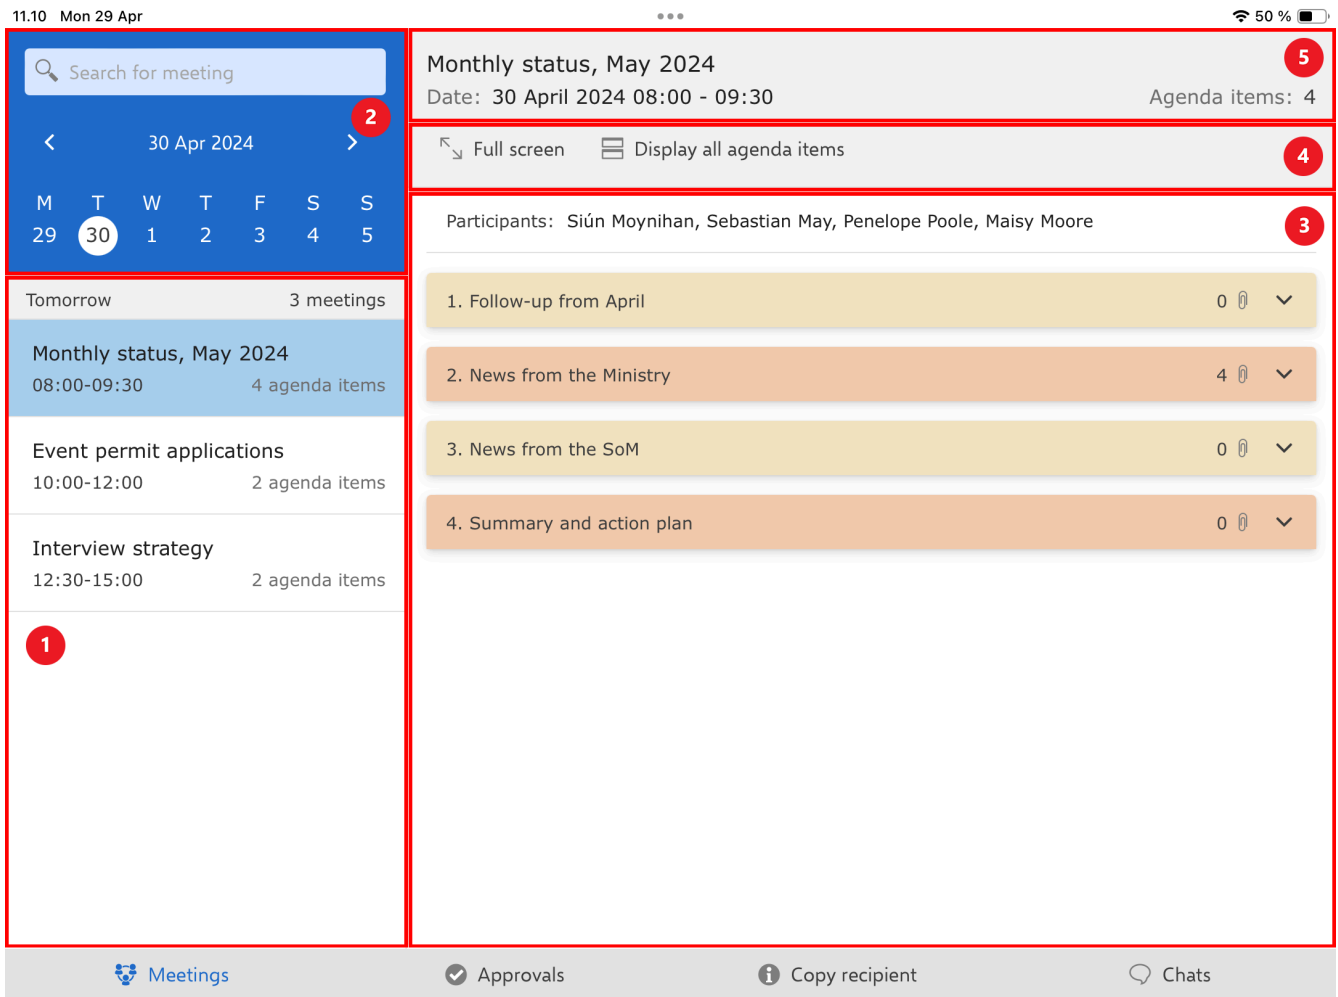 11.10 Mon 29 Apr
50 %
Search for meeting
2
30 Apr 2024
M T W T F S S
29 30 1 2 3 4 5
Tomorrow 3 meetings
Monthly status, May 2024
08:00-09:30 4 agenda items
Event permit applications
10:00-12:00 2 agenda items
Interview strategy
12:30-15:00 2 agenda items
1
Monthly status, May 2024
5
Date: 30 April 2024 08:00 - 09:30 Agenda items: 4
Full screen Display all agenda items
4
Participants: Siún Moynihan, Sebastian May, Penelope Poole, Maisy Moore
3
1. Follow-up from April 0
2. News from the Ministry 4
3. News from the SoM 0
4. Summary and action plan 0
Meetings Approvals Copy recipient Chats